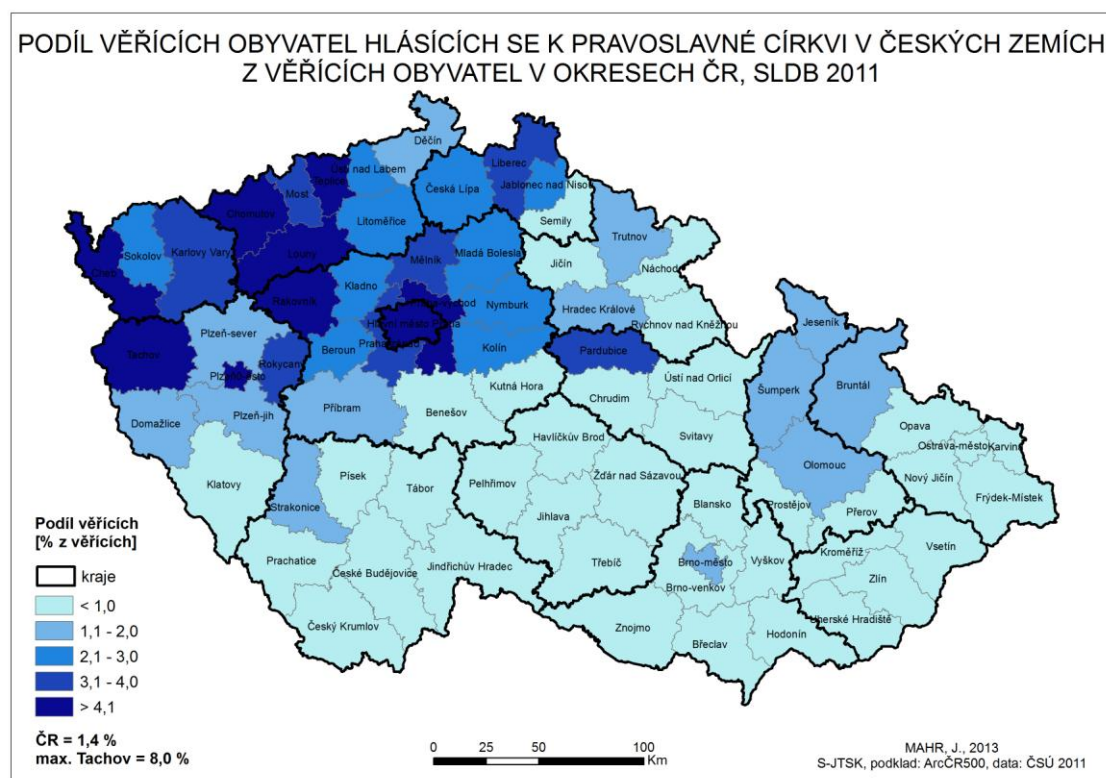 PODÍL VĚŘÍCÍCH OBYVATEL HLÁSÍCÍCH SE K PRAVOSLAVNÉ CÍRKVI V ČESKÝCH ZEMÍCH
Z VĚŘÍCÍCH OBYVATEL V OKRESECH ČR, SLDB 2011
Děčín
Ústí nad Labem
Liberec
Teplice
Most
Česká Lípa
Jablonec nad Nisou
Chomutov
Litoměřice
Semily
Trutnov
Sokolov
Karlovy Vary
Louny
Mělník
Mladá Boleslav
Jičín
Náchod
Cheb
Kladno
Rakovník
Praha-východ
Nymburk
Hradec Králové
Rychnov nad Kněžnou
Jeseník
Hlavní město Praha
Plzeň-sever
Beroun
Praha-západ
Kolín
Pardubice
Tachov
Rokycany
Šumperk
Bruntál
Plzeň-město
Kutná Hora
Ústí nad Orlicí
Chrudim
Příbram
Benešov
Plzeň-jih
Domažlice
Svitavy
Opava
Havlíčkův Brod
Ostrava-město
Karviná
Olomouc
Klatovy
Písek
Tábor
Pelhřimov
Žďár nad Sázavou
Nový Jičín
Frýdek-Místek
Strakonice
Blansko
Prostějov
Přerov
Jihlava
Vsetín
Kroměříž
Prachatice
České Budějovice
Jindřichův Hradec
Třebíč
Brno-město
Vyškov
Zlín
Brno-venkov
Český Krumlov
Znojmo
Uherské Hradiště
Hodonín
Břeclav
Podíl věřících
[% z věřících]
kraje
< 1,0
1,1 - 2,0
2,1 - 3,0
3,1 - 4,0
> 4,1
ČR = 1,4 %
max. Tachov = 8,0 %
0 25 50 100
Km
MAHR, J., 2013
S-JTSK, podklad: ArcČR500, data: ČSÚ 2011